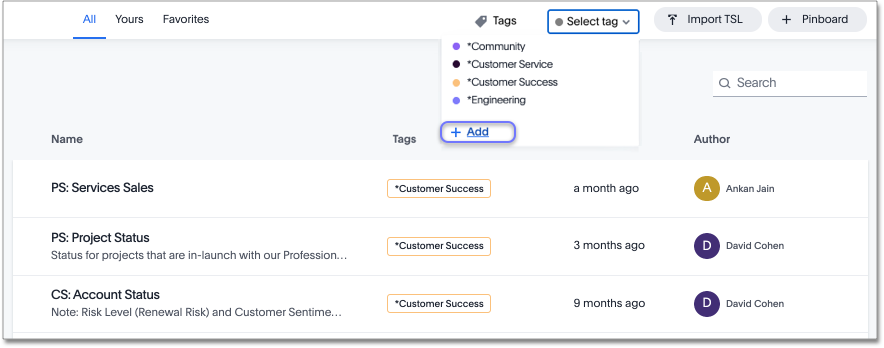 All Yours Favorites Tags Select tag Import TSL + Pinboard
*Community
*Customer Service
*Customer Success
*Engineering
Search
+ Add
Name Tags Author
PS: Services Sales *Customer Success a month ago A Ankan Jain
PS: Project Status
Status for projects that are in-launch with our Profession… *Customer Success 3 months ago D David Cohen
CS: Account Status
Note: Risk Level (Renewal Risk) and Customer Sentime… *Customer Success 9 months ago D David Cohen